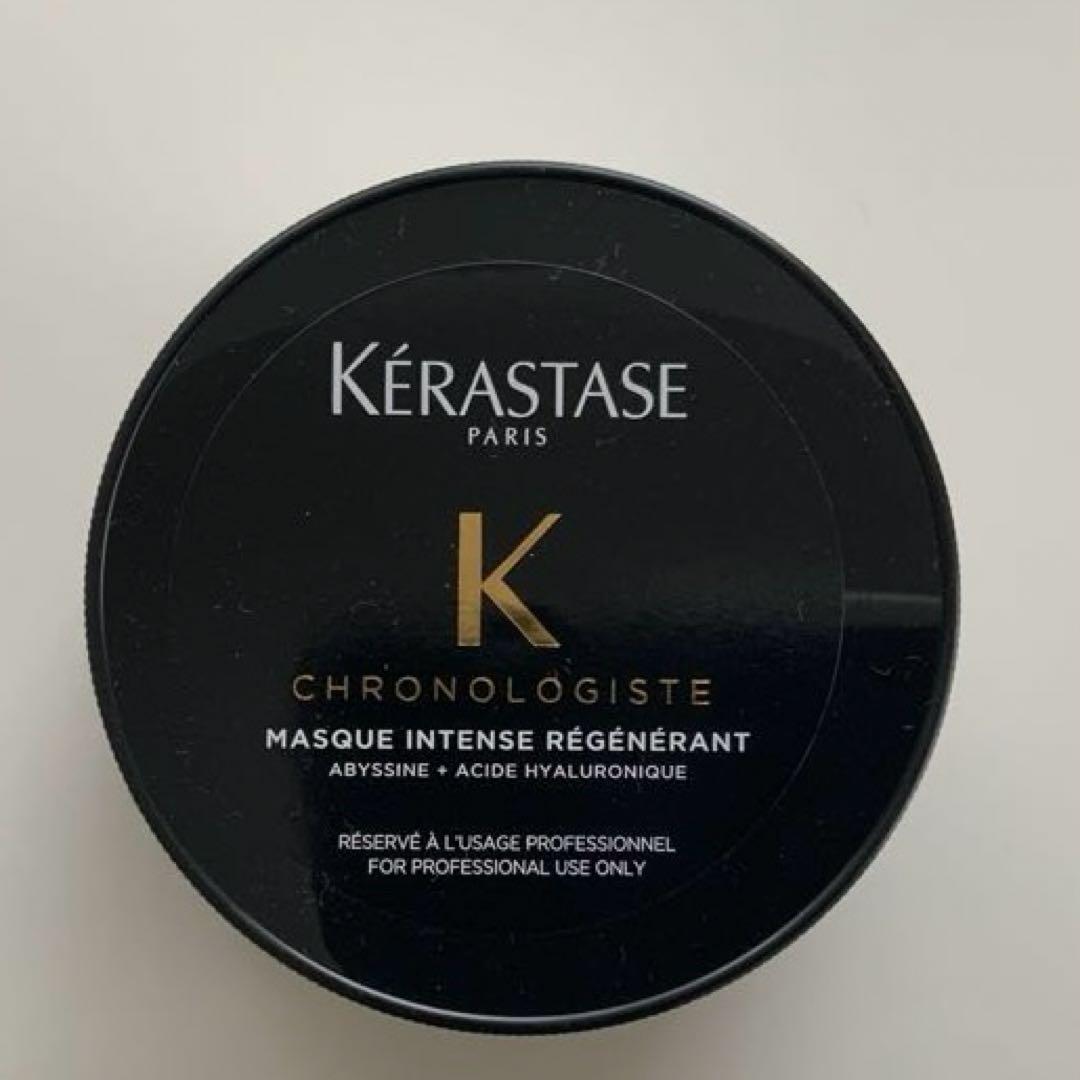 KÉRASTASE
PARIS
K
CHRONOLOGISTE
MASQUE INTENSE RÉGÉNÉRANT
ABYSSINE + ACIDE HYALURONIQUE
RÉSERVÉ À L'USAGE PROFESSIONNEL
FOR PROFESSIONAL USE ONLY